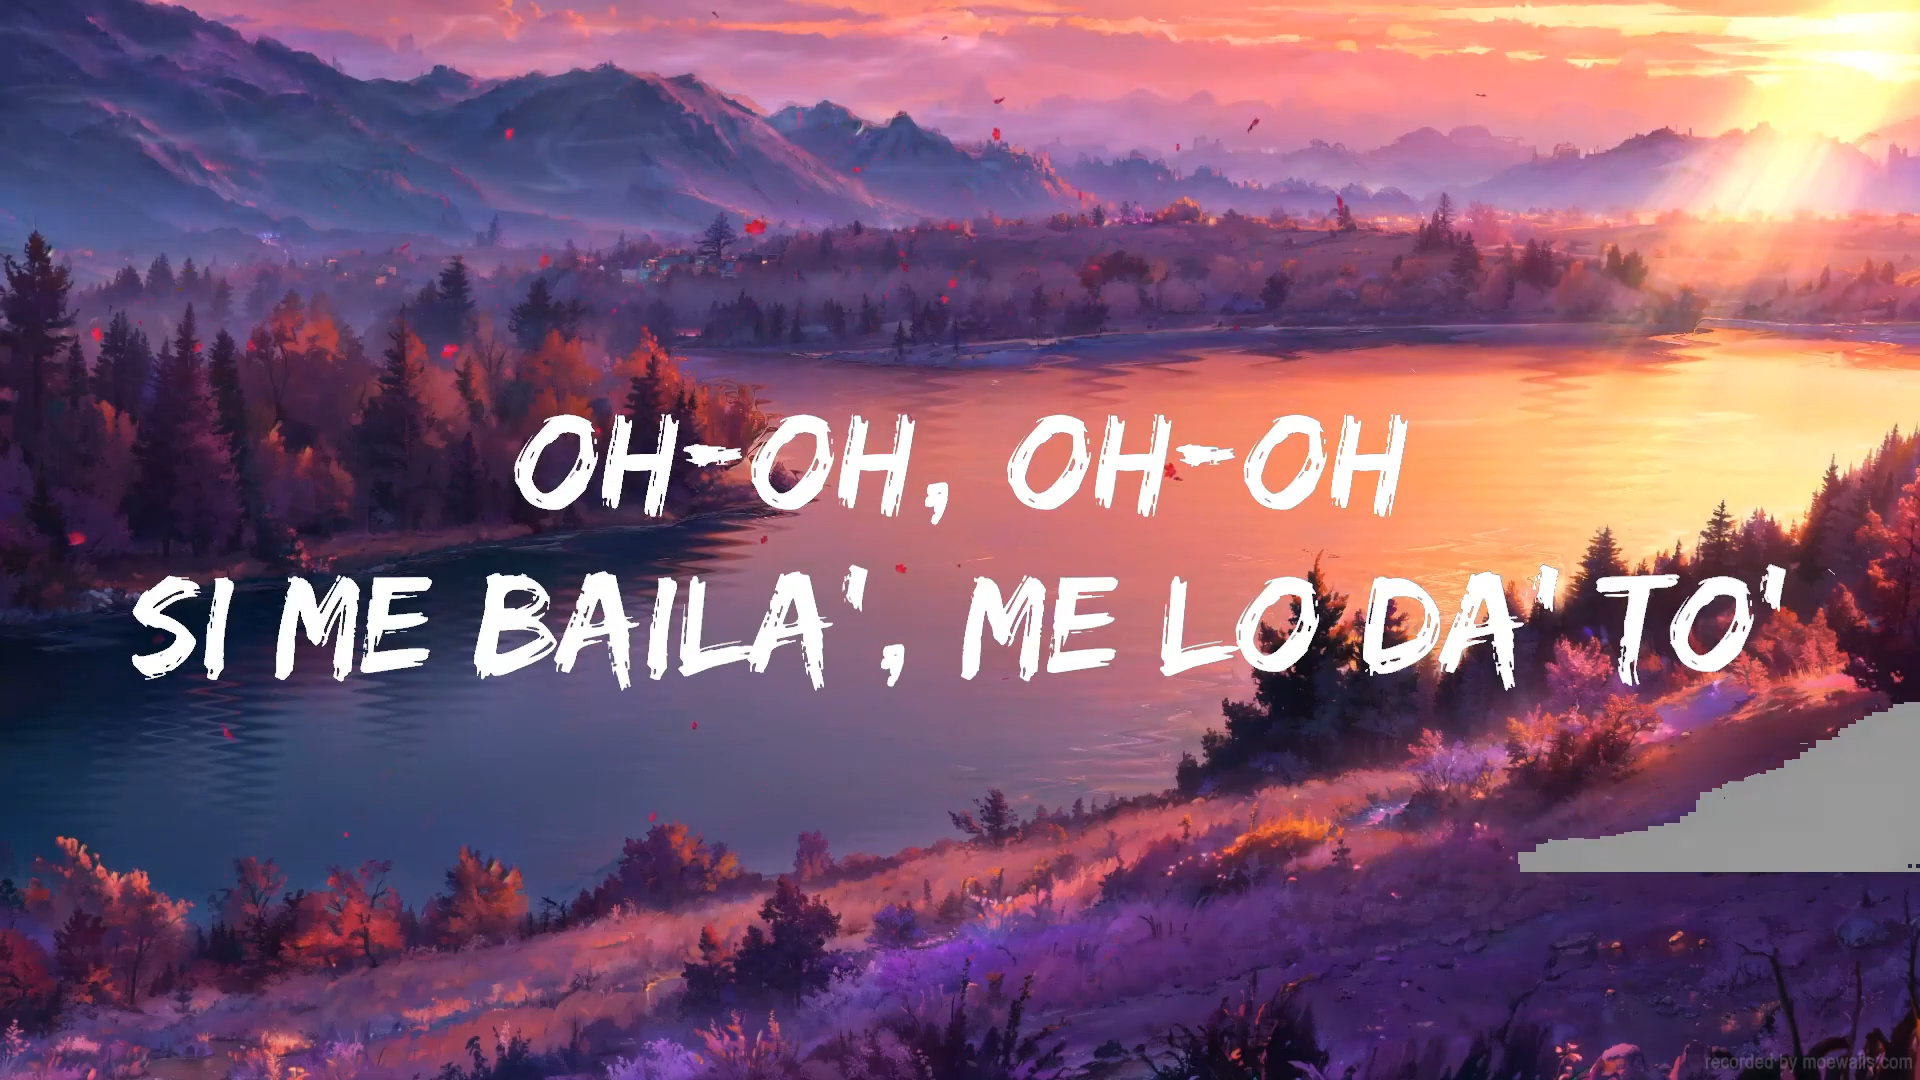 OH-OH, OH-OH
SI ME BAILA', ME LO DA' TO'
recorded by moewalls.com